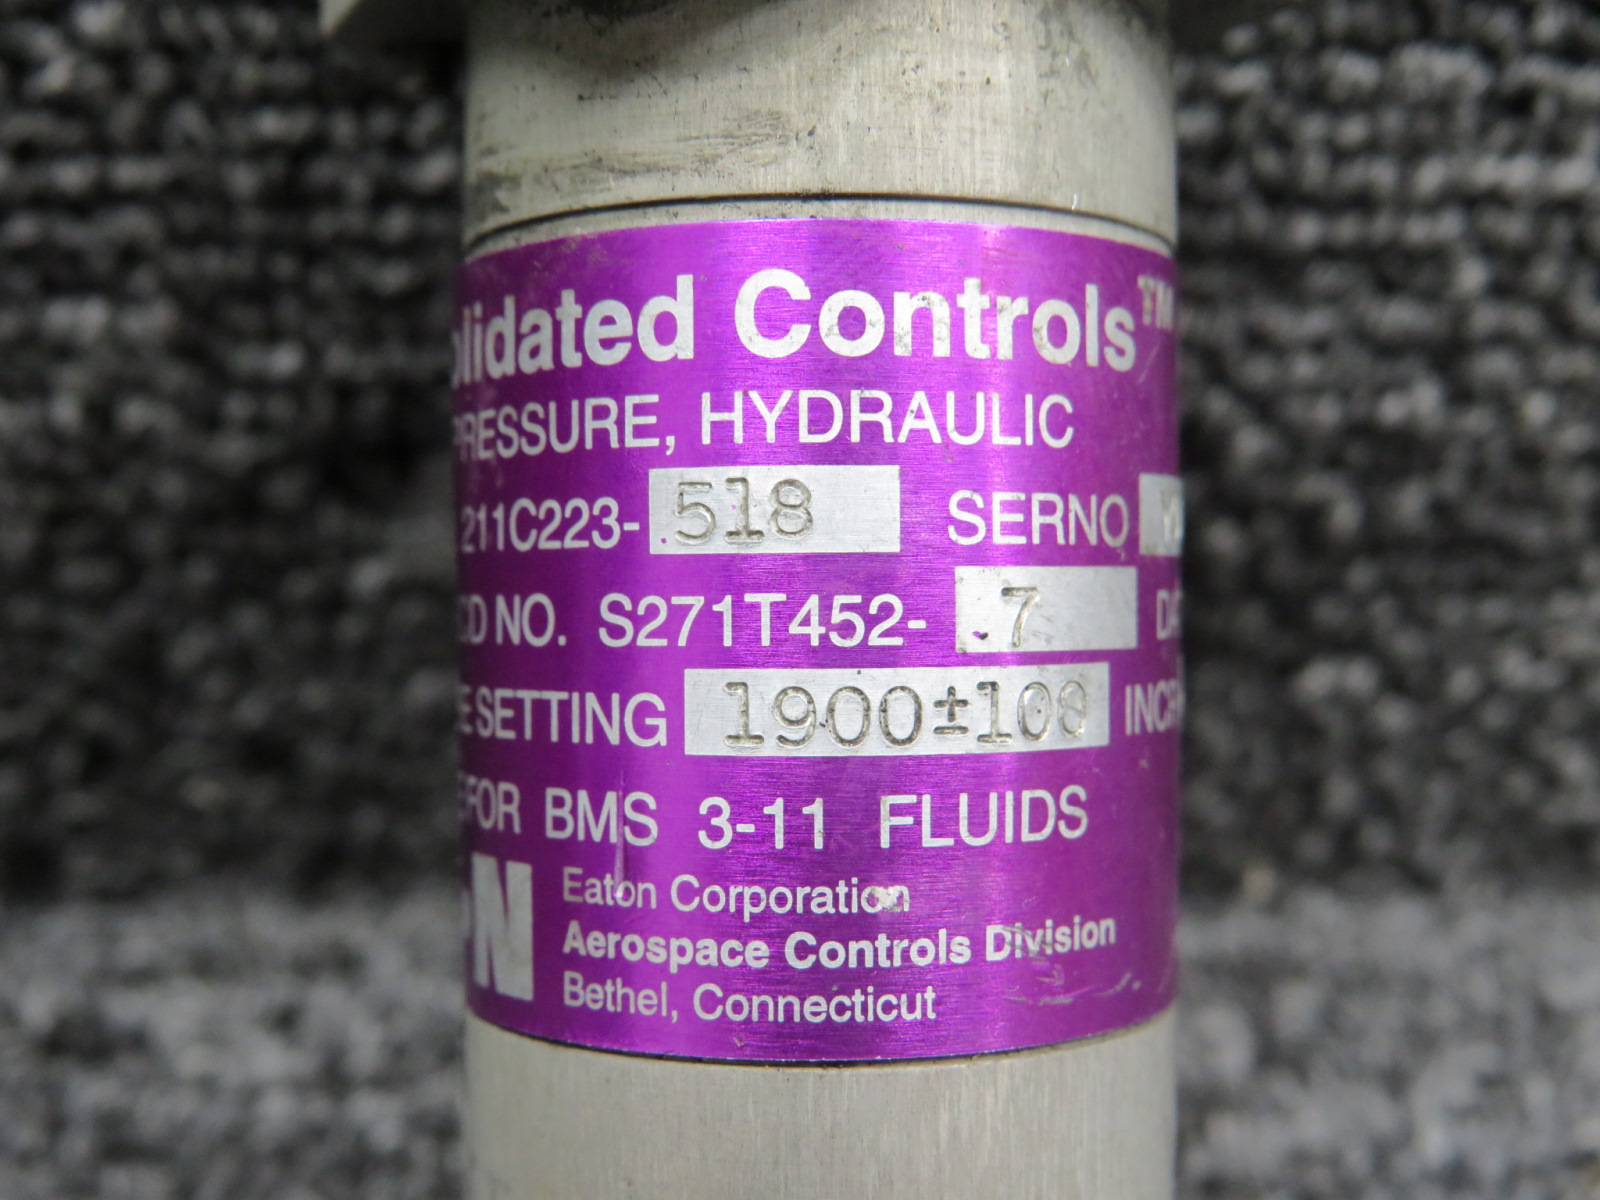 olidated Controls™
PRESSURE, HYDRAULIC
211C223- 518 SERNO
NO. S271T452- 7
SETTING 1900±100
FOR BMS 3-11 FLUIDS
Eaton Corporation
Aerospace Controls Division
Bethel, Connecticut